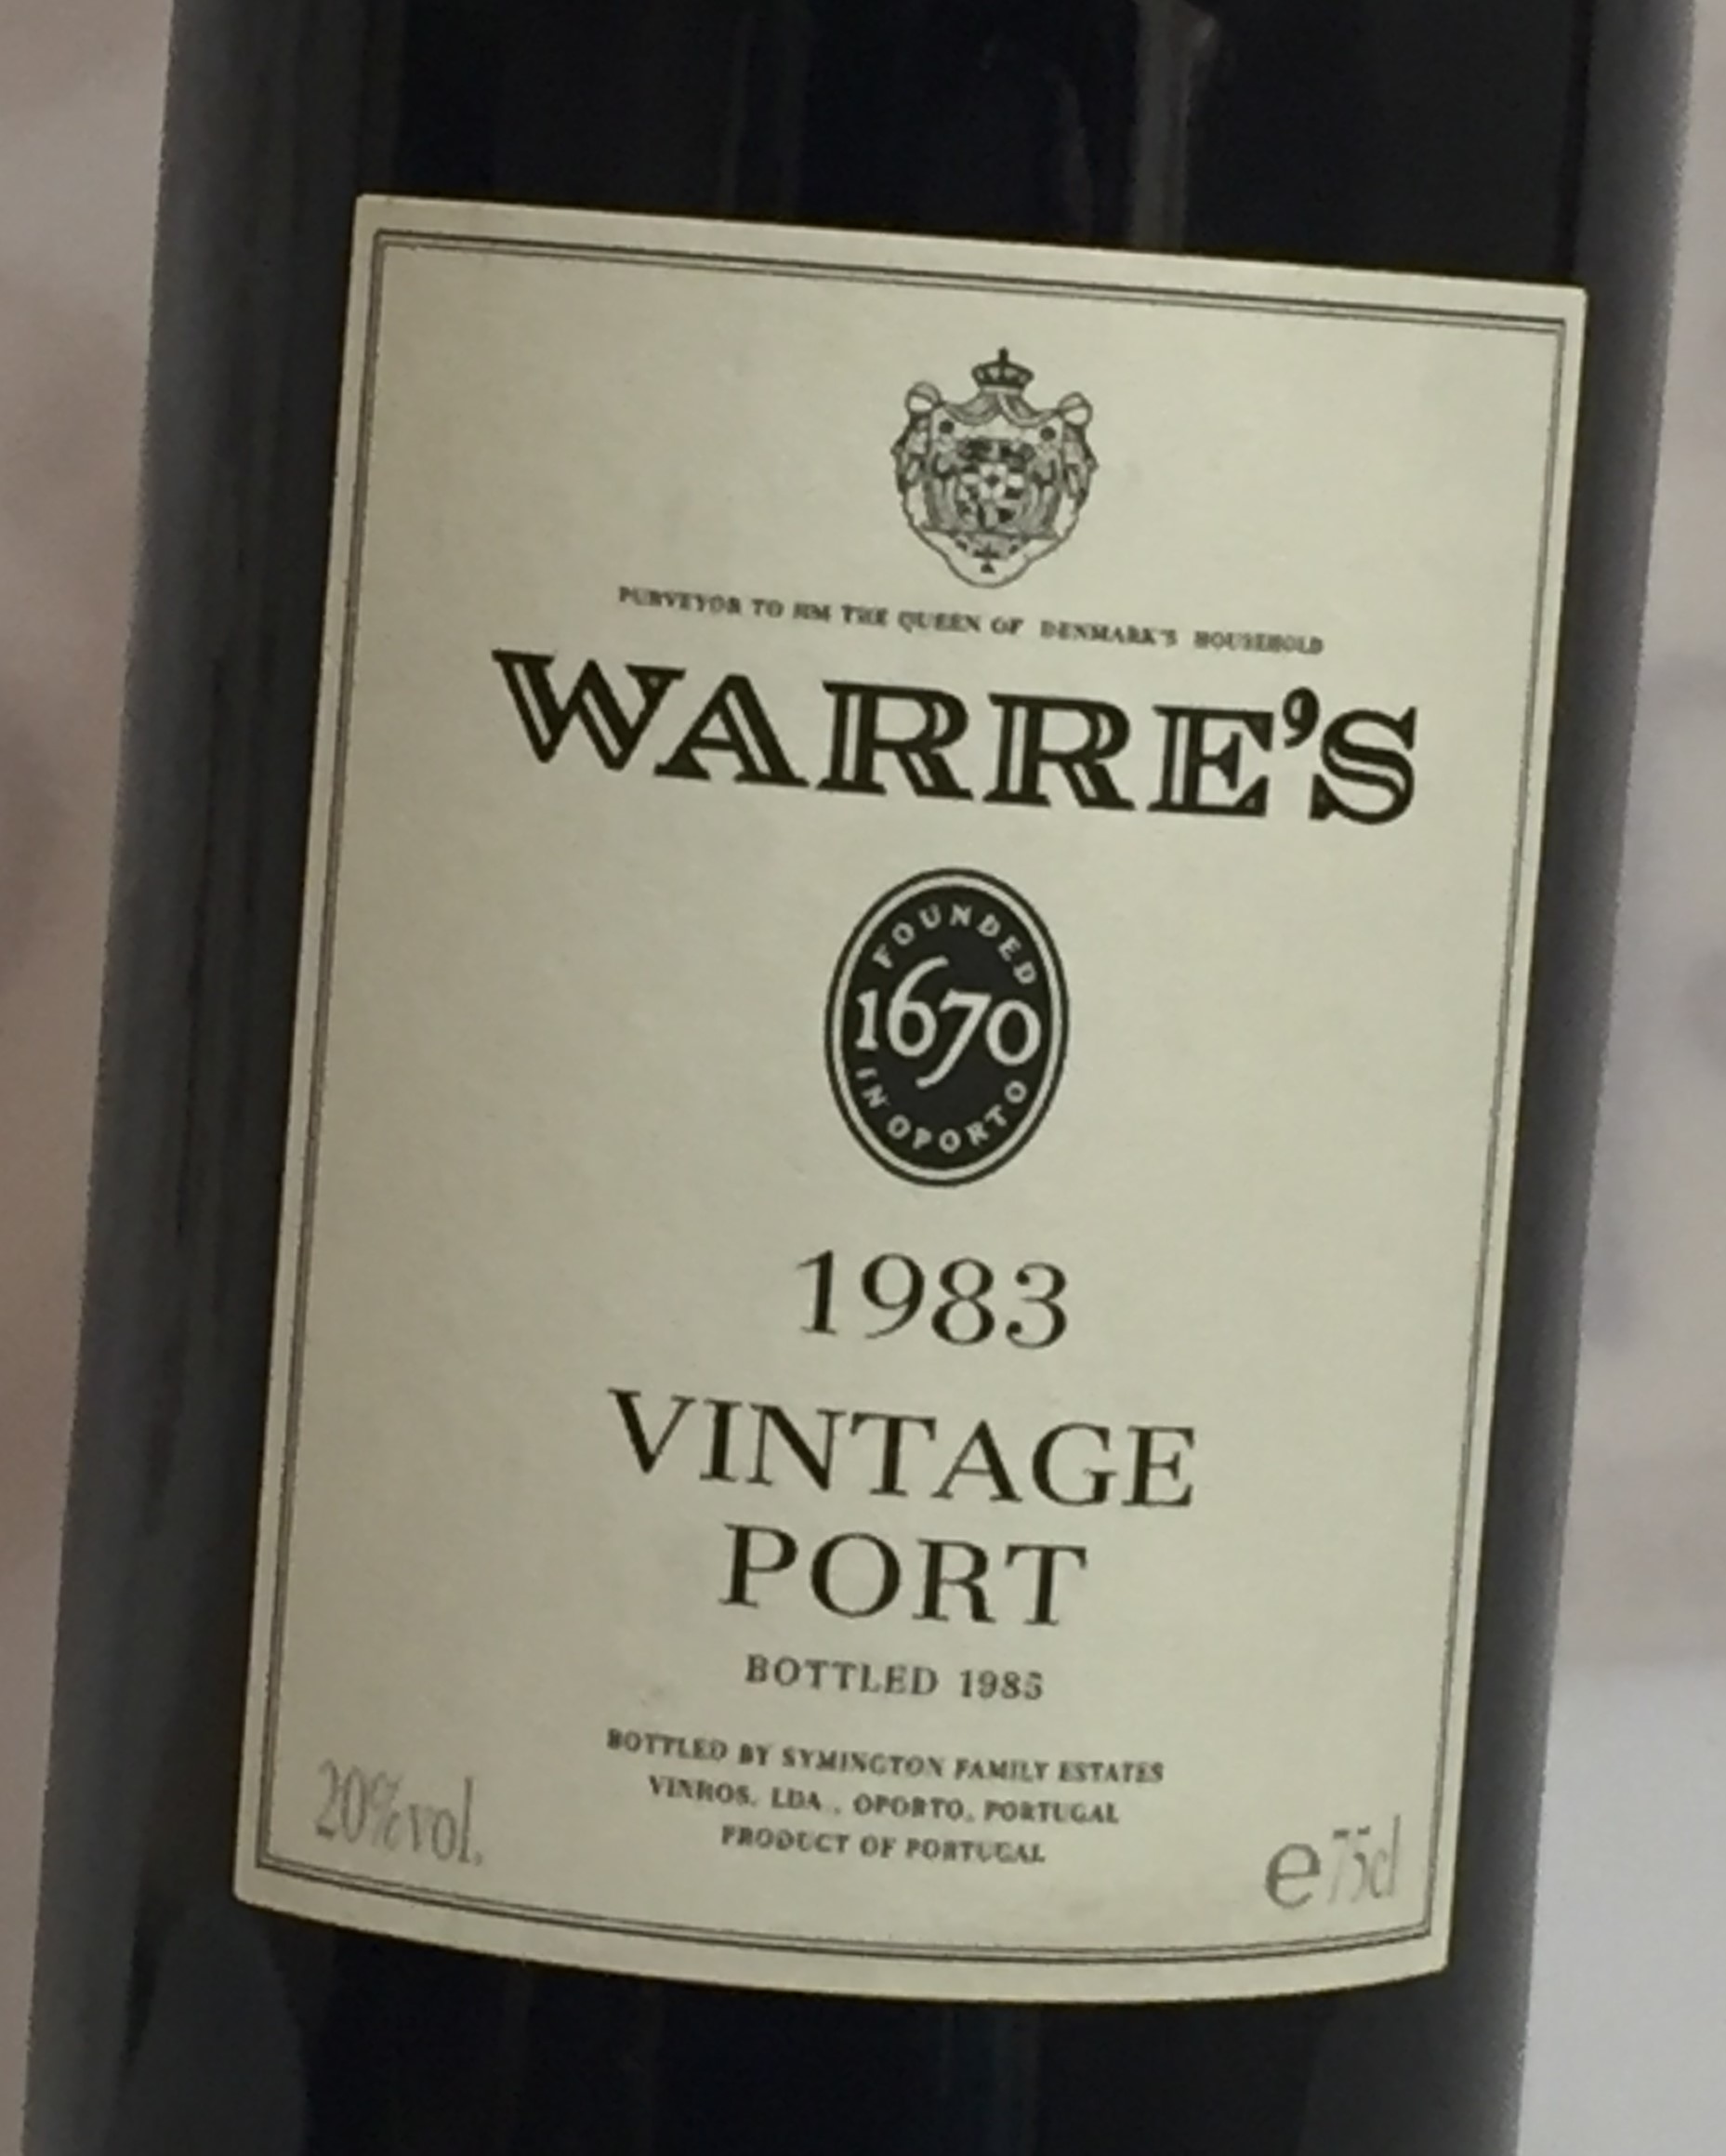 PURVEYOR TO HM THE QUEEN OF DENMARK'S HOUSEHOLD
WARRE'S
FOUNDED
1670
IN OPORTO
1983
VINTAGE
PORT
BOTTLED 1985
BOTTLED BY SYMINGTON FAMILY ESTATES
VINHOS, LDA., OPORTO, PORTUGAL
PRODUCT OF PORTUGAL
20%vol.
e 75cl